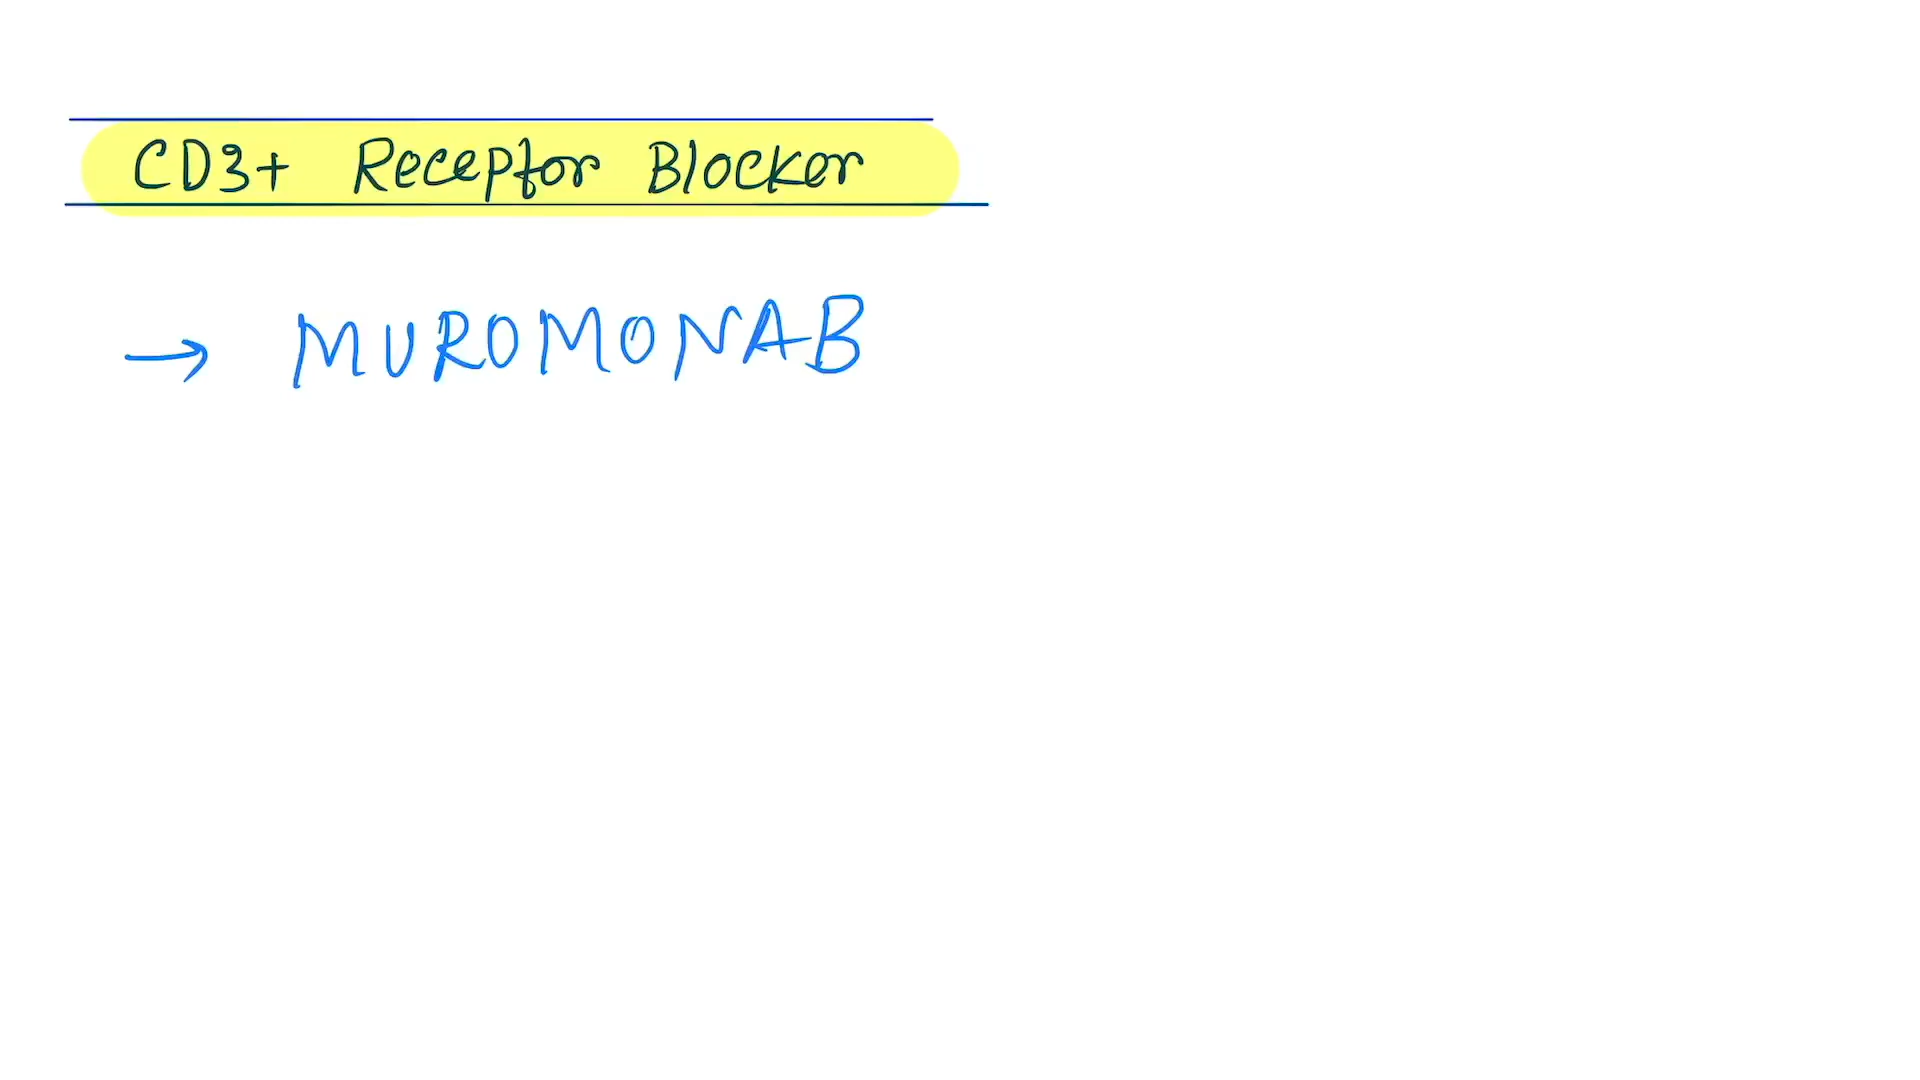 CD3+ Receptor Blocker
→ MUROMONAB